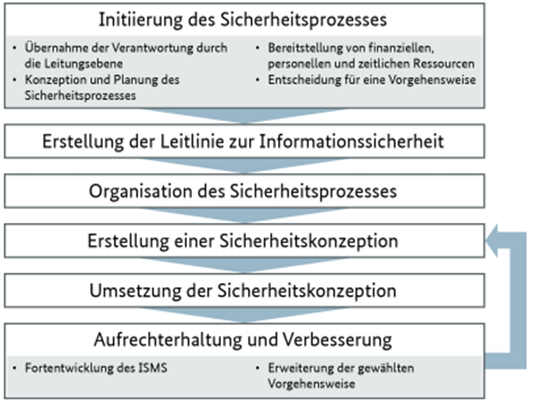 Initiierung des Sicherheitsprozesses
• Übernahme der Verantwortung durch
die Leitungsebene
• Konzeption und Planung des
Sicherheitsprozesses
• Bereitstellung von finanziellen,
personellen und zeitlichen Ressourcen
• Entscheidung für eine Vorgehensweise
Erstellung der Leitlinie zur Informationssicherheit
Organisation des Sicherheitsprozesses
Erstellung einer Sicherheitskonzeption
Umsetzung der Sicherheitskonzeption
Aufrechterhaltung und Verbesserung
• Fortentwicklung des ISMS
• Erweiterung der gewählten
Vorgehensweise